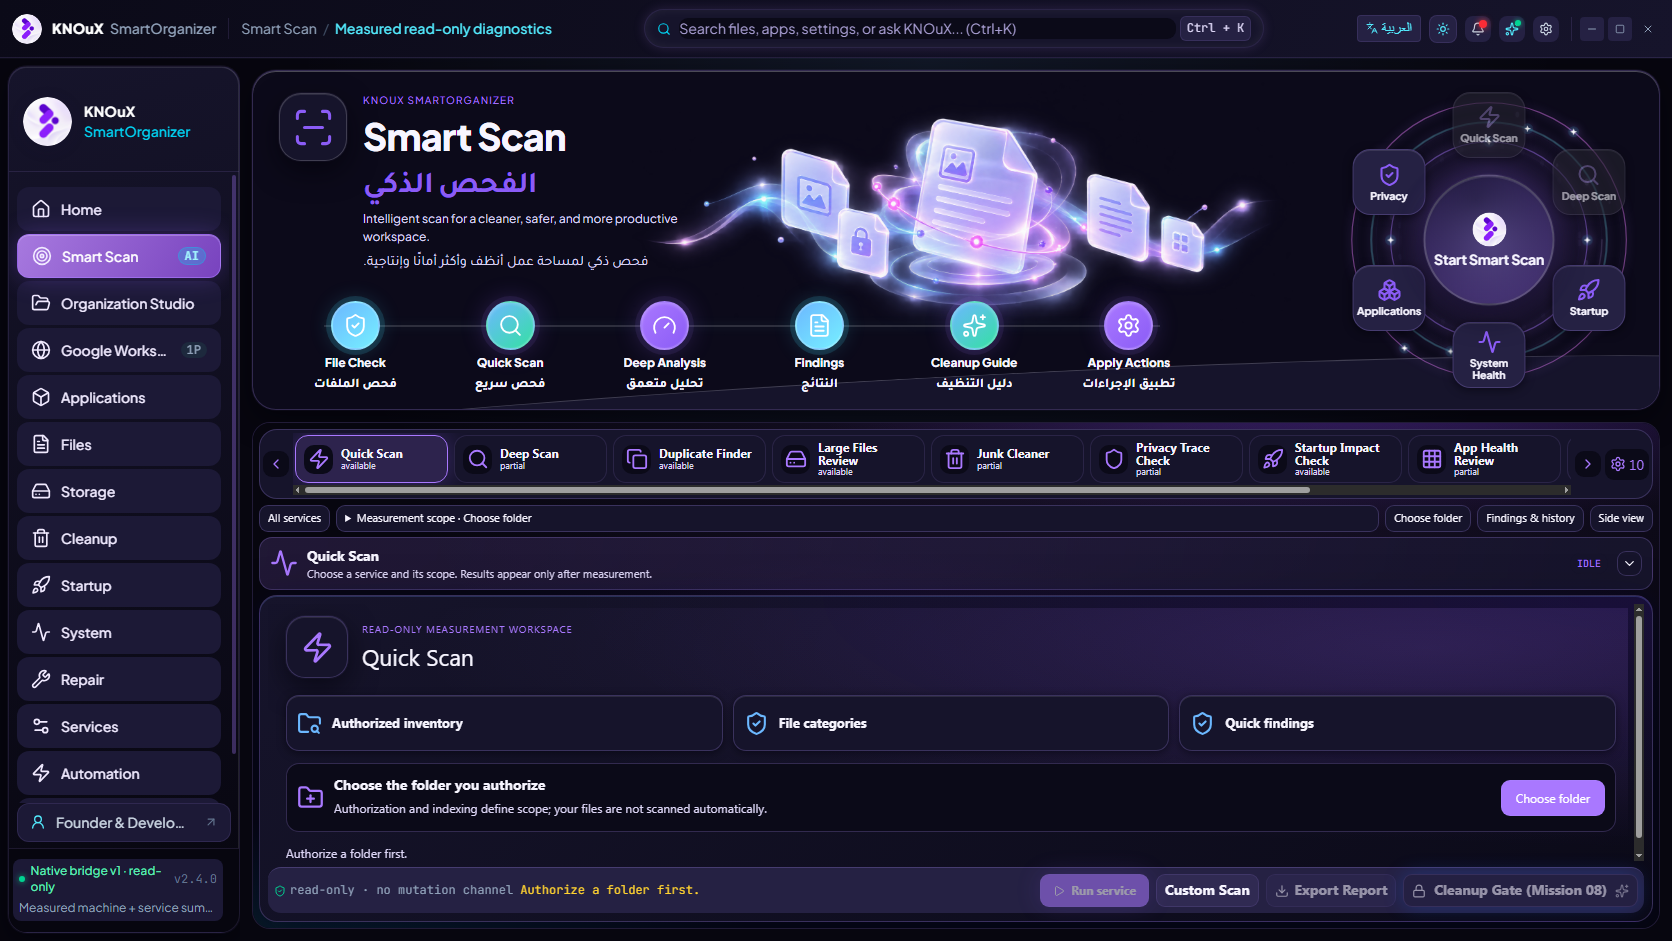 KNOuX SmartOrganizer
Smart Scan / Measured read-only diagnostics
Search files, apps, settings, or ask KNOuX... (Ctrl+K)
Ctrl + K
العربية
KNOuX
SmartOrganizer
Home
Smart Scan AI
Organization Studio
Google Works... 1P
Applications
Files
Storage
Cleanup
Startup
System
Repair
Services
Automation
Founder & Develo...
Native bridge v1 · read-only
v2.4.0
Measured machine + service sum...
KNOUX SMARTORGANIZER
Smart Scan
الفحص الذكي
Intelligent scan for a cleaner, safer, and more productive
workspace.
فحص ذكي لمساحة عمل أنظف وأكثر أمانًا وإنتاجية.
File Check
فحص الملفات
Quick Scan
فحص سريع
Deep Analysis
تحليل متعمق
Findings
النتائج
Cleanup Guide
دليل التنظيف
Apply Actions
تطبيق الإجراءات
Quick Scan
Privacy
Deep Scan
Start Smart Scan
Applications
Startup
System
Health
Quick Scan
available
Deep Scan
partial
Duplicate Finder
available
Large Files
Review
available
Junk Cleaner
partial
Privacy Trace
Check
partial
Startup Impact
Check
available
App Health
Review
partial
10
All services
Measurement scope · Choose folder
Choose folder
Findings & history
Side view
Quick Scan
Choose a service and its scope. Results appear only after measurement.
IDLE
READ-ONLY MEASUREMENT WORKSPACE
Quick Scan
Authorized inventory
File categories
Quick findings
Choose the folder you authorize
Authorization and indexing define scope; your files are not scanned automatically.
Choose folder
Authorize a folder first.
read-only · no mutation channel Authorize a folder first.
Run service
Custom Scan
Export Report
Cleanup Gate (Mission 08)